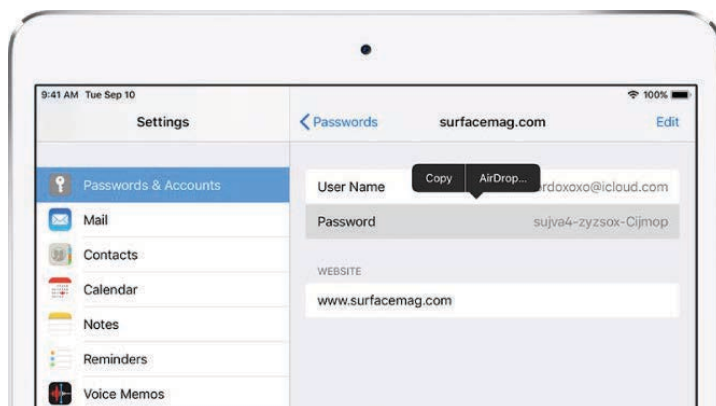 9:41 AM Tue Sep 10
100%
Settings
Passwords
surfacemag.com
Edit
Passwords & Accounts
Mail
Contacts
Calendar
Notes
Reminders
Voice Memos
Copy
AirDrop...
User Name
rdoxoxo@icloud.com
Password
sujva4-zyzsox-Cijmop
WEBSITE
www.surfacemag.com